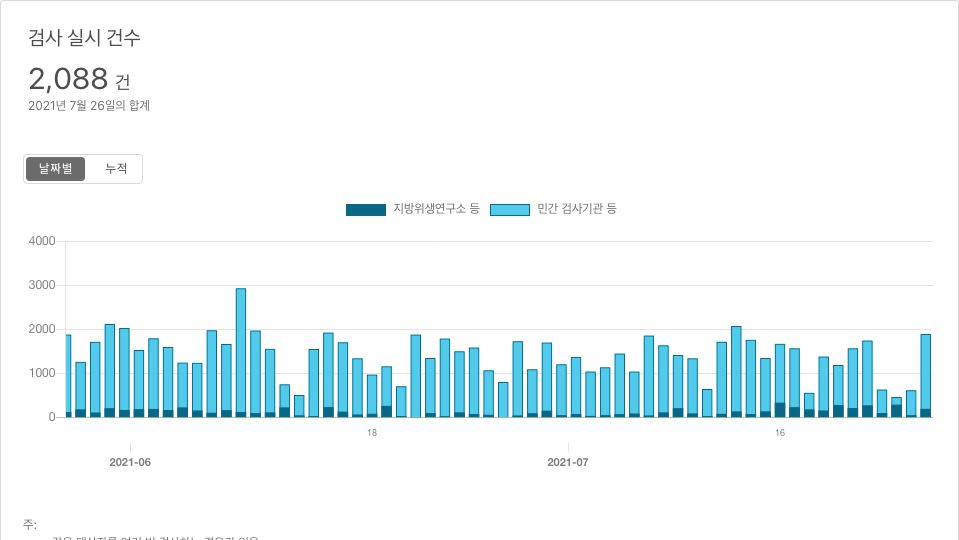 검사 실시 건수
2,088 건
2021년 7월 26일의 합계
날짜별 누적
지방위생연구소 등 민간 검사기관 등
4000
3000
2000
1000
0
18 16
2021-06 2021-07
주: